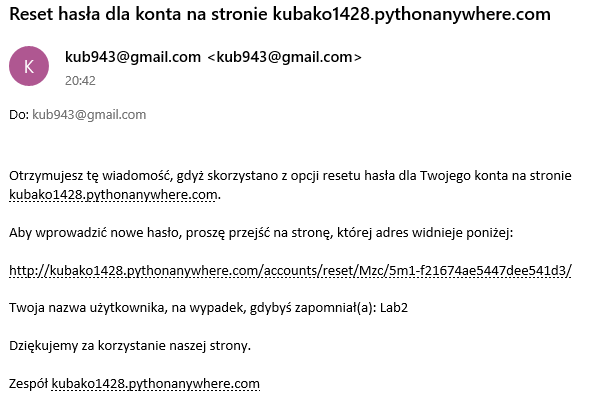 Reset hasła dla konta na stronie kubako1428.pythonanywhere.com
K
kub943@gmail.com <kub943@gmail.com>
20:42
Do: kub943@gmail.com
Otrzymujesz tę wiadomość, gdyż skorzystano z opcji resetu hasła dla Twojego konta na stronie
kubako1428.pythonanywhere.com.
Aby wprowadzić nowe hasło, proszę przejść na stronę, której adres widnieje poniżej:
http://kubako1428.pythonanywhere.com/accounts/reset/Mzc/5m1-f21674ae5447dee541d3/
Twoja nazwa użytkownika, na wypadek, gdybyś zapomniał(a): Lab2
Dziękujemy za korzystanie naszej strony.
Zespół kubako1428.pythonanywhere.com